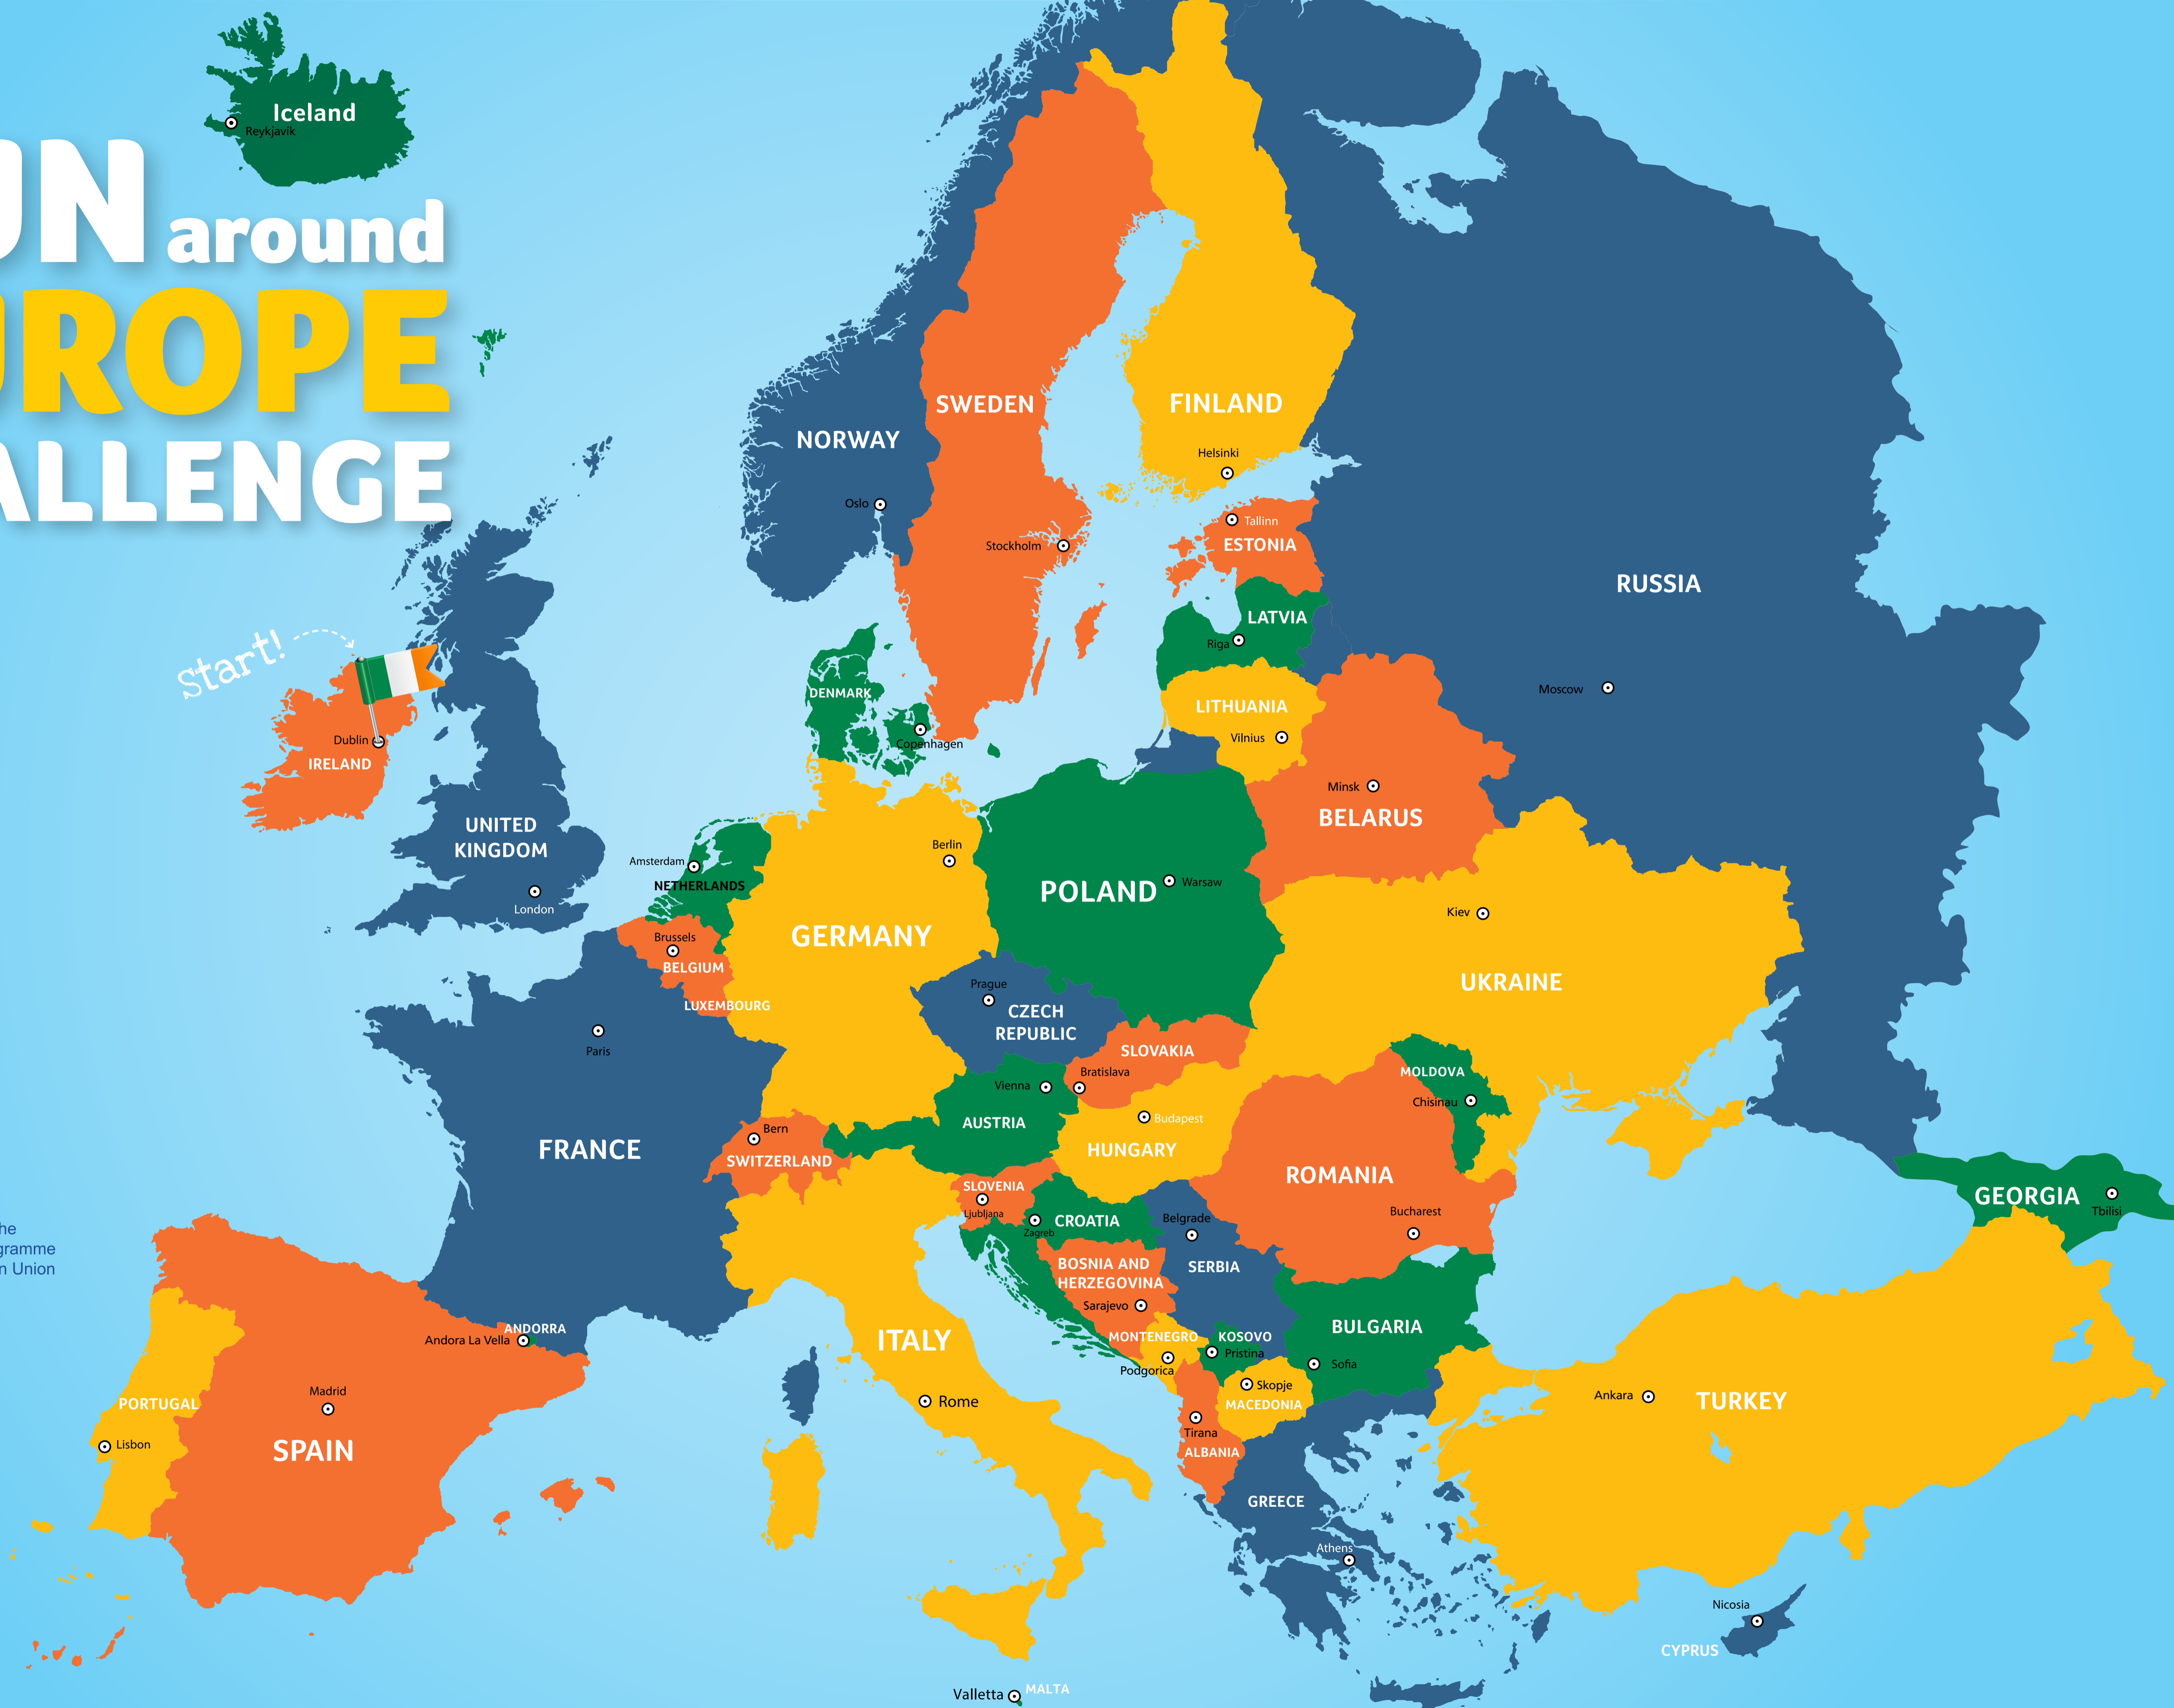 Iceland
Reykjavik
UN around
UROPE
ALLENGE
start!
SWEDEN
FINLAND
NORWAY
Helsinki
Oslo
Stockholm
Tallinn
ESTONIA
RUSSIA
LATVIA
Riga
Moscow
DENMARK
LITHUANIA
Vilnius
Copenhagen
Dublin
IRELAND
Minsk
BELARUS
UNITED
KINGDOM
Berlin
Amsterdam
NETHERLANDS
POLAND
Warsaw
London
Kiev
GERMANY
Brussels
BELGIUM
UKRAINE
Prague
LUXEMBOURG
CZECH
REPUBLIC
Paris
SLOVAKIA
Bratislava
MOLDOVA
Vienna
Chisinau
AUSTRIA
Budapest
Bern
FRANCE
HUNGARY
SWITZERLAND
ROMANIA
SLOVENIA
Ljubljana
GEORGIA
Tbilisi
Zagreb
CROATIA
Belgrade
Bucharest
he
gramme
n Union
BOSNIA AND
HERZEGOVINA
SERBIA
Sarajevo
ANDORRA
Andora La Vella
MONTENEGRO
KOSOVO
BULGARIA
ITALY
Pristina
Podgorica
Sofia
Madrid
Skopje
Ankara
TURKEY
PORTUGAL
Rome
MACEDONIA
Lisbon
Tirana
SPAIN
ALBANIA
GREECE
Athens
Nicosia
CYPRUS
Valletta
MALTA